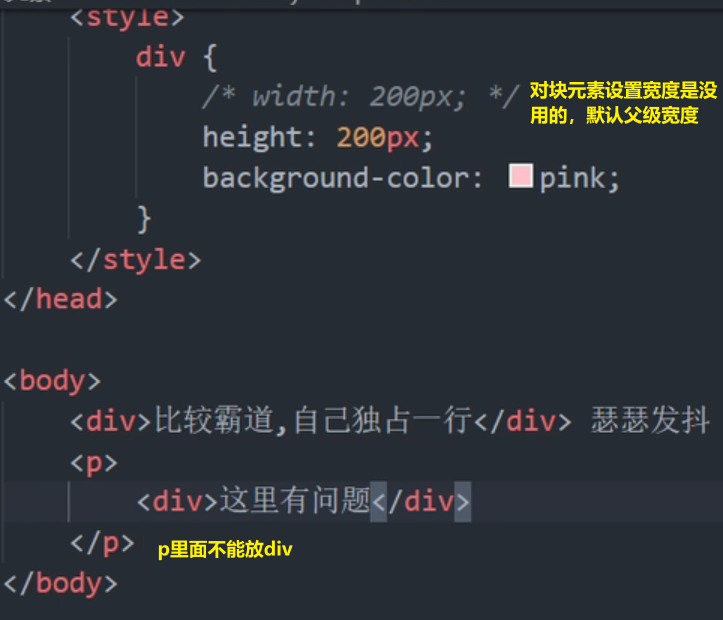 <style>
div {
/* width: 200px; */ 对块元素设置宽度是没
用的，默认父级宽度
height: 200px;
background-color: pink;
}
</style>
</head>
<body>
<div>比较霸道,自己独占一行</div> 瑟瑟发抖
<p>
<div>这里有问题</div>
</p> p里面不能放div
</body>